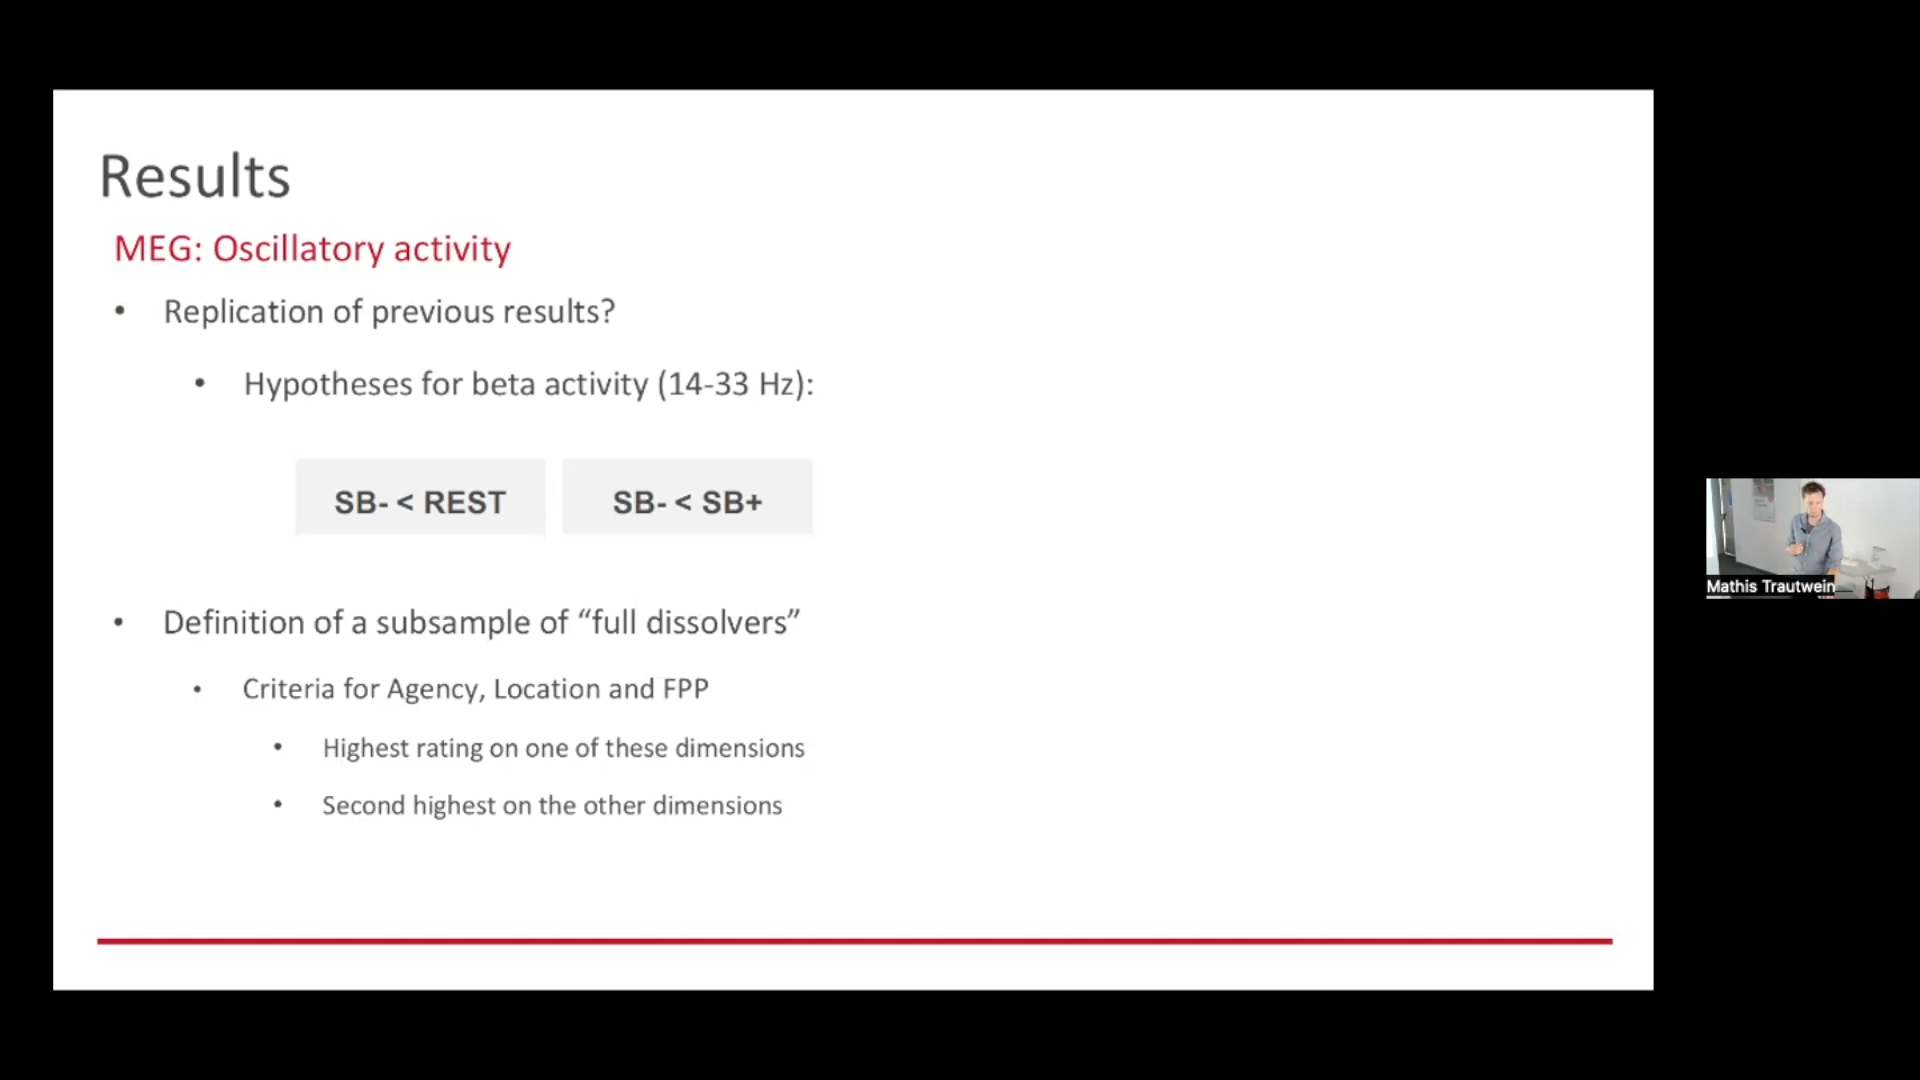 Results
MEG: Oscillatory activity
• Replication of previous results?
• Hypotheses for beta activity (14-33 Hz):
SB- < REST
SB- < SB+
• Definition of a subsample of “full dissolvers”
• Criteria for Agency, Location and FPP
• Highest rating on one of these dimensions
• Second highest on the other dimensions
Mathis Trautwein